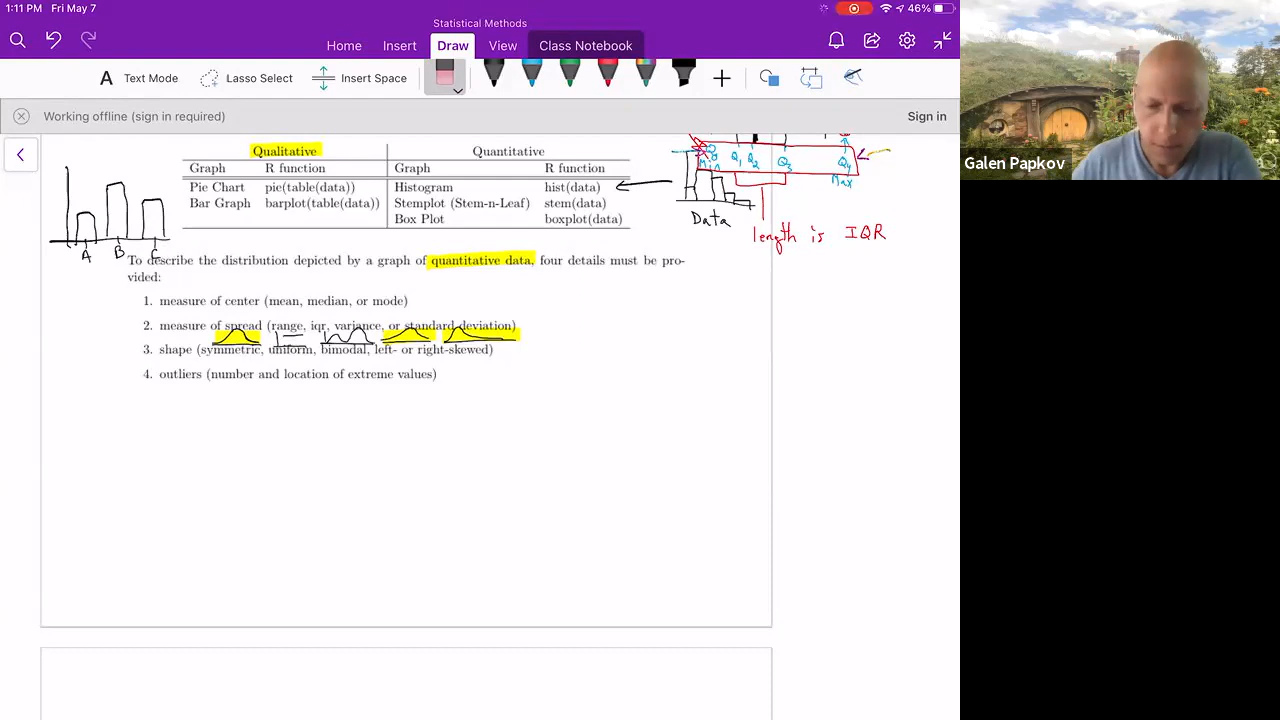 1:11 PM Fri May 7
46%
Statistical Methods
Home Insert Draw View Class Notebook
A Text Mode Lasso Select Insert Space
Working offline (sign in required) Sign in
Galen Papkov
Qualitative Quantitative
Graph R function Graph R function
Pie Chart pie(table(data)) Histogram hist(data)
Bar Graph barplot(table(data)) Stemplot (Stem-n-Leaf) stem(data)
Box Plot boxplot(data)
A B C
Min Q1 Q2 Q3 Q4
Max
Data
length is IQR
To describe the distribution depicted by a graph of quantitative data, four details must be pro-
vided:
1. measure of center (mean, median, or mode)
2. measure of spread (range, iqr, variance, or standard deviation)
3. shape (symmetric, uniform, bimodal, left- or right-skewed)
4. outliers (number and location of extreme values)